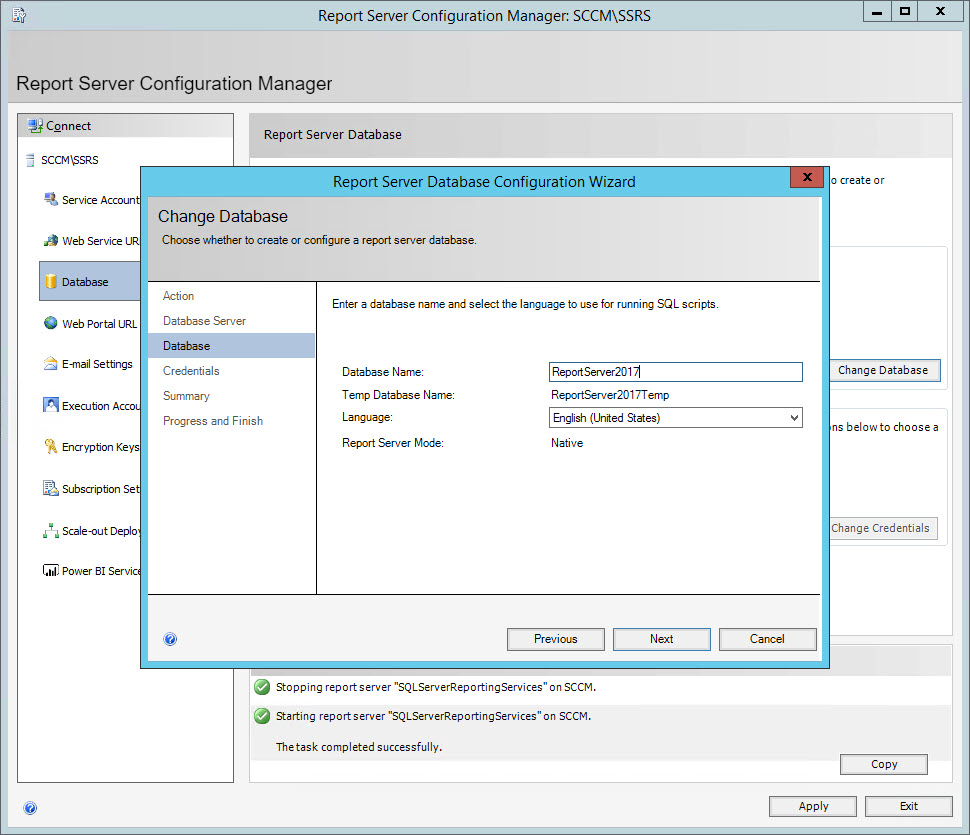 Report Server Configuration Manager: SCCM\SSRS
Report Server Configuration Manager
Connect
Report Server Database
SCCM\SSRS
Service Account
Web Service UR
Database
Web Portal URL
E-mail Settings
Execution Accou
Encryption Keys
Subscription Set
Scale-out Deploy
Power BI Service
o create or
Change Database
ons below to choose a
Change Credentials
Report Server Database Configuration Wizard
Change Database
Choose whether to create or configure a report server database.
Action
Database Server
Database
Credentials
Summary
Progress and Finish
Enter a database name and select the language to use for running SQL scripts.
Database Name: ReportServer2017
Temp Database Name: ReportServer2017Temp
Language: English (United States)
Report Server Mode: Native
Previous Next Cancel
Stopping report server "SQLServerReportingServices" on SCCM.
Starting report server "SQLServerReportingServices" on SCCM.
The task completed successfully.
Copy
Apply Exit